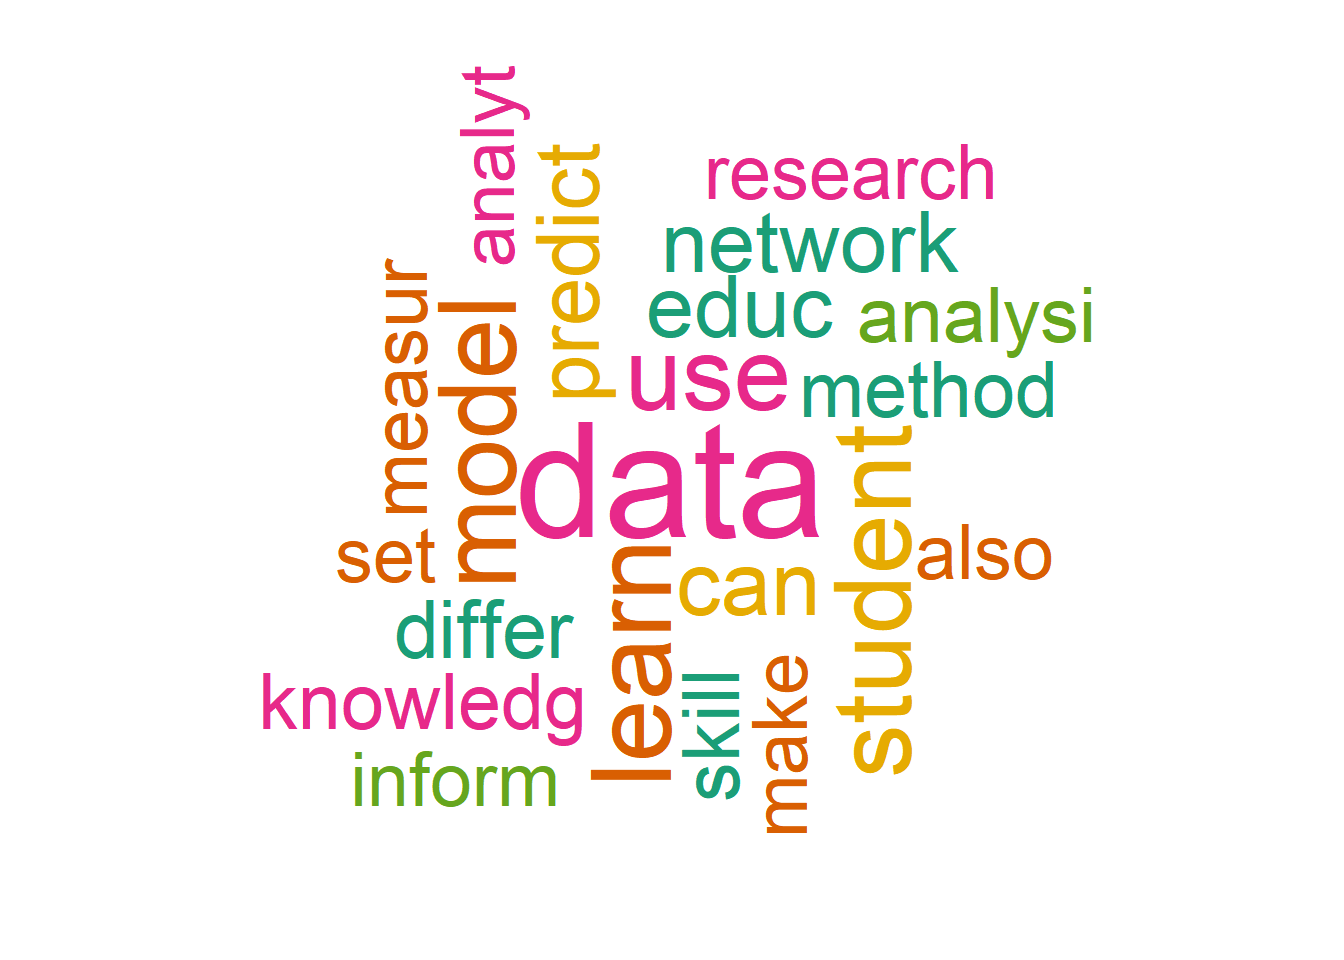 analyt
predict
research
network
measur
model
educ
analysi
use
method
data
student
set
learn
can
also
differ
knowledg
skill
make
inform